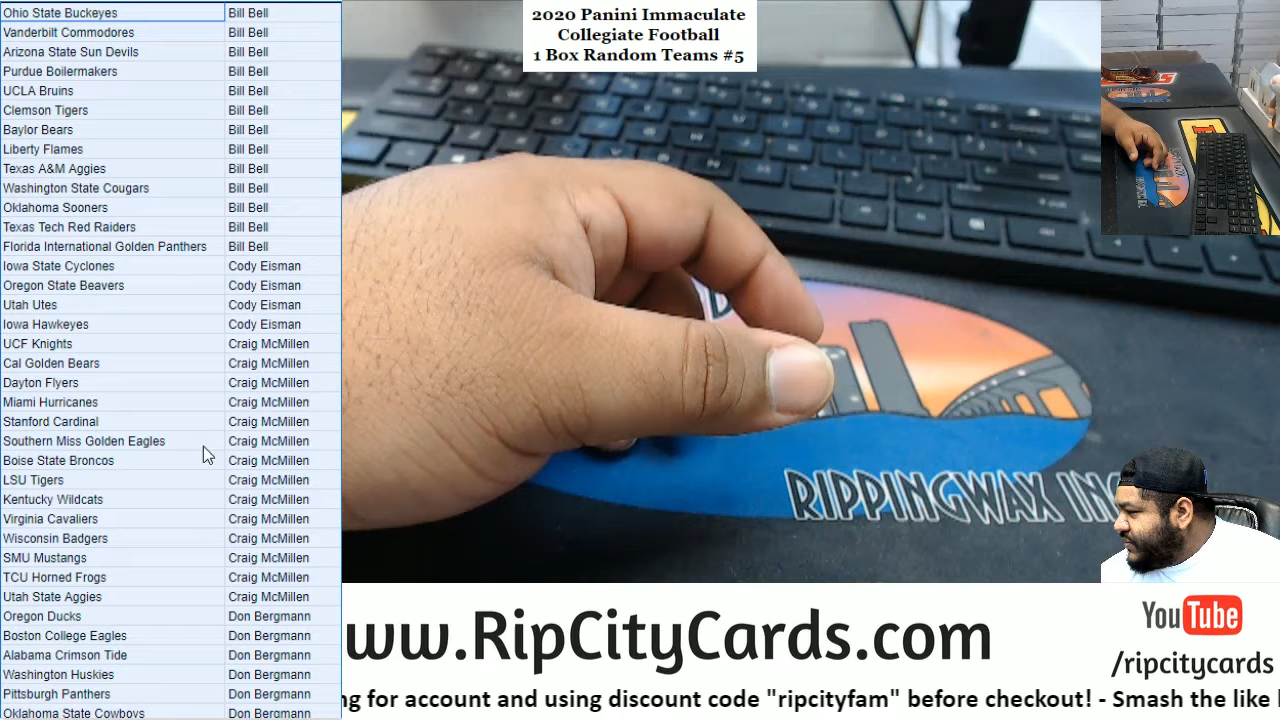 Ohio State Buckeyes Bill Bell
Vanderbilt Commodores Bill Bell
Arizona State Sun Devils Bill Bell
Purdue Boilermakers Bill Bell
UCLA Bruins Bill Bell
Clemson Tigers Bill Bell
Baylor Bears Bill Bell
Liberty Flames Bill Bell
Texas A&M Aggies Bill Bell
Washington State Cougars Bill Bell
Oklahoma Sooners Bill Bell
Texas Tech Red Raiders Bill Bell
Florida International Golden Panthers Bill Bell
Iowa State Cyclones Cody Eisman
Oregon State Beavers Cody Eisman
Utah Utes Cody Eisman
Iowa Hawkeyes Cody Eisman
UCF Knights Craig McMillen
Cal Golden Bears Craig McMillen
Dayton Flyers Craig McMillen
Miami Hurricanes Craig McMillen
Stanford Cardinal Craig McMillen
Southern Miss Golden Eagles Craig McMillen
Boise State Broncos Craig McMillen
LSU Tigers Craig McMillen
Kentucky Wildcats Craig McMillen
Virginia Cavaliers Craig McMillen
Wisconsin Badgers Craig McMillen
SMU Mustangs Craig McMillen
TCU Horned Frogs Craig McMillen
Utah State Aggies Craig McMillen
Oregon Ducks Don Bergmann
Boston College Eagles Don Bergmann
Alabama Crimson Tide Don Bergmann
Washington Huskies Don Bergmann
Pittsburgh Panthers Don Bergmann
Oklahoma State Cowboys Don Bergmann
2020 Panini Immaculate
Collegiate Football
1 Box Random Teams #5
RIPPINGWAX INC
ww.RipCityCards.com
YouTube
/ripcitycards
ng for account and using discount code "ripcityfam" before checkout! - Smash the like